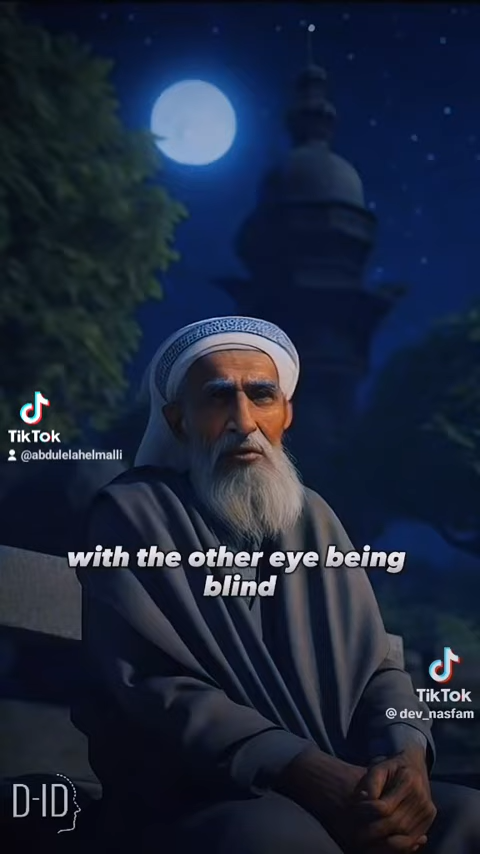 TikTok
@abdulelahelmalli
with the other eye being
blind
TikTok
@ dev_nasfam
D-ID